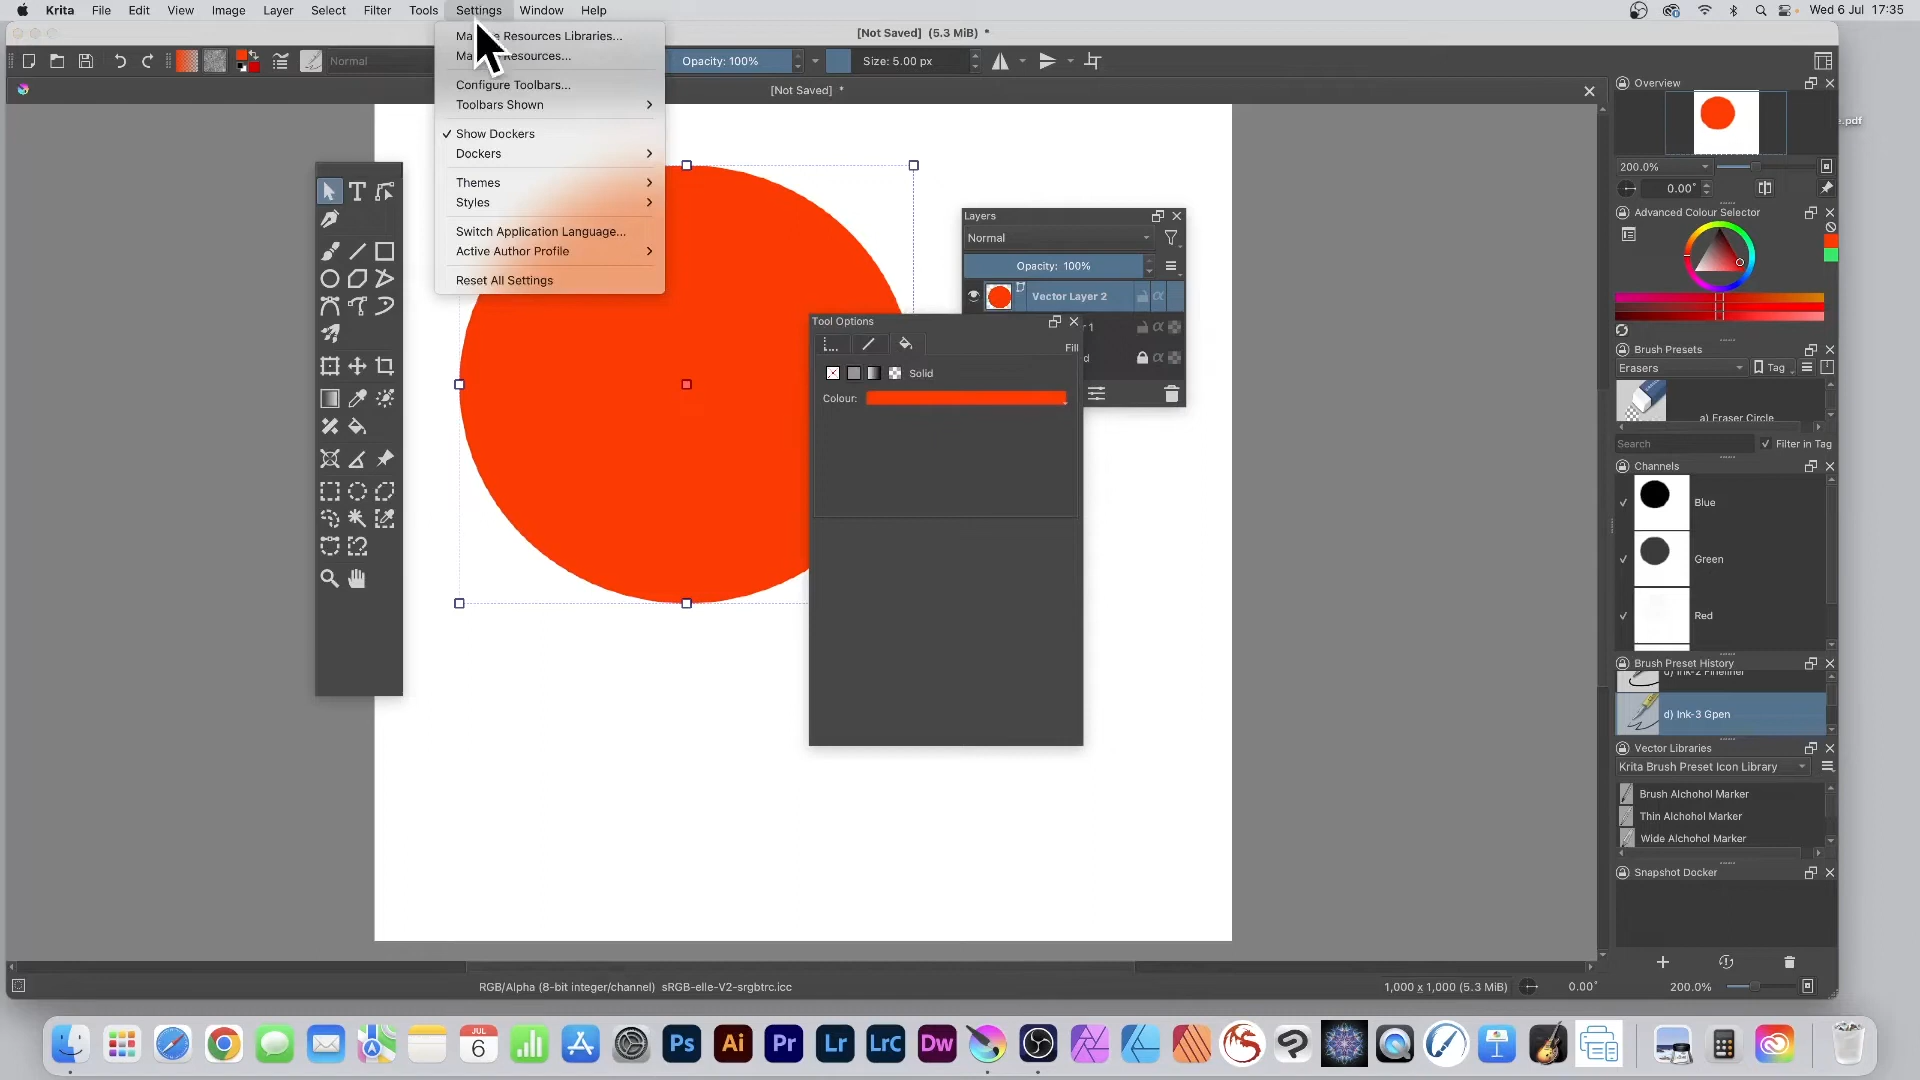 Krita File Edit View Image Layer Select Filter Tools Settings Window Help Wed 6 Jul 17:35
[Not Saved] (5.3 MiB) *
Normal Opacity: 100% Size: 5.00 px
[Not Saved] *
Resources Libraries...
Resources...
Configure Toolbars...
Toolbars Shown
Show Dockers
Dockers
Themes
Styles
Switch Application Language...
Active Author Profile
Reset All Settings
Layers
Normal
Opacity: 100%
Vector Layer 2
Tool Options
Fill
Solid
Colour:
Overview
.pdf
200.0%
0.00°
Advanced Colour Selector
Brush Presets
Erasers Tag
a) Eraser Circle
Search Filter in Tag
Channels
Blue
Green
Red
Brush Preset History
d) Ink-2 Fineliner
d) Ink-3 Gpen
Vector Libraries
Krita Brush Preset Icon Library
Brush Alchohol Marker
Thin Alchohol Marker
Wide Alchohol Marker
Snapshot Docker
RGB/Alpha (8-bit integer/channel) sRGB-elle-V2-srgbtrc.icc 1,000 x 1,000 (5.3 MiB) 0.00° 200.0%
JUL
6
Ps Ai Pr Lr LrC Dw